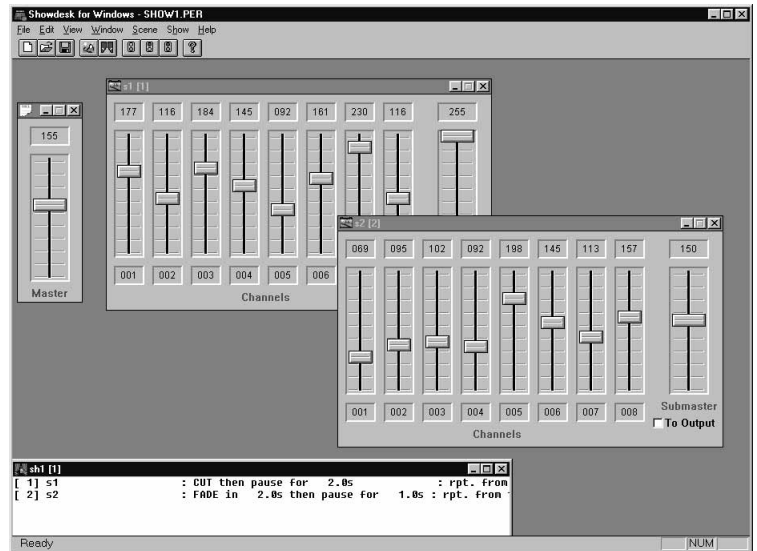 Showdesk for Windows - SHOW1.PER
File Edit View Window Scene Show Help
s1 [1]
177 116 184 145 092 161 230 116 255
155
001 002 003 004 005 006
Channels
Master
s2 [2]
069 095 102 092 198 145 113 157 150
001 002 003 004 005 006 007 008
Submaster
To Output
Channels
sh1 [1]
[ 1] s1 : CUT then pause for 2.0s : rpt. from
[ 2] s2 : FADE in 2.0s then pause for 1.0s : rpt. from
Ready NUM